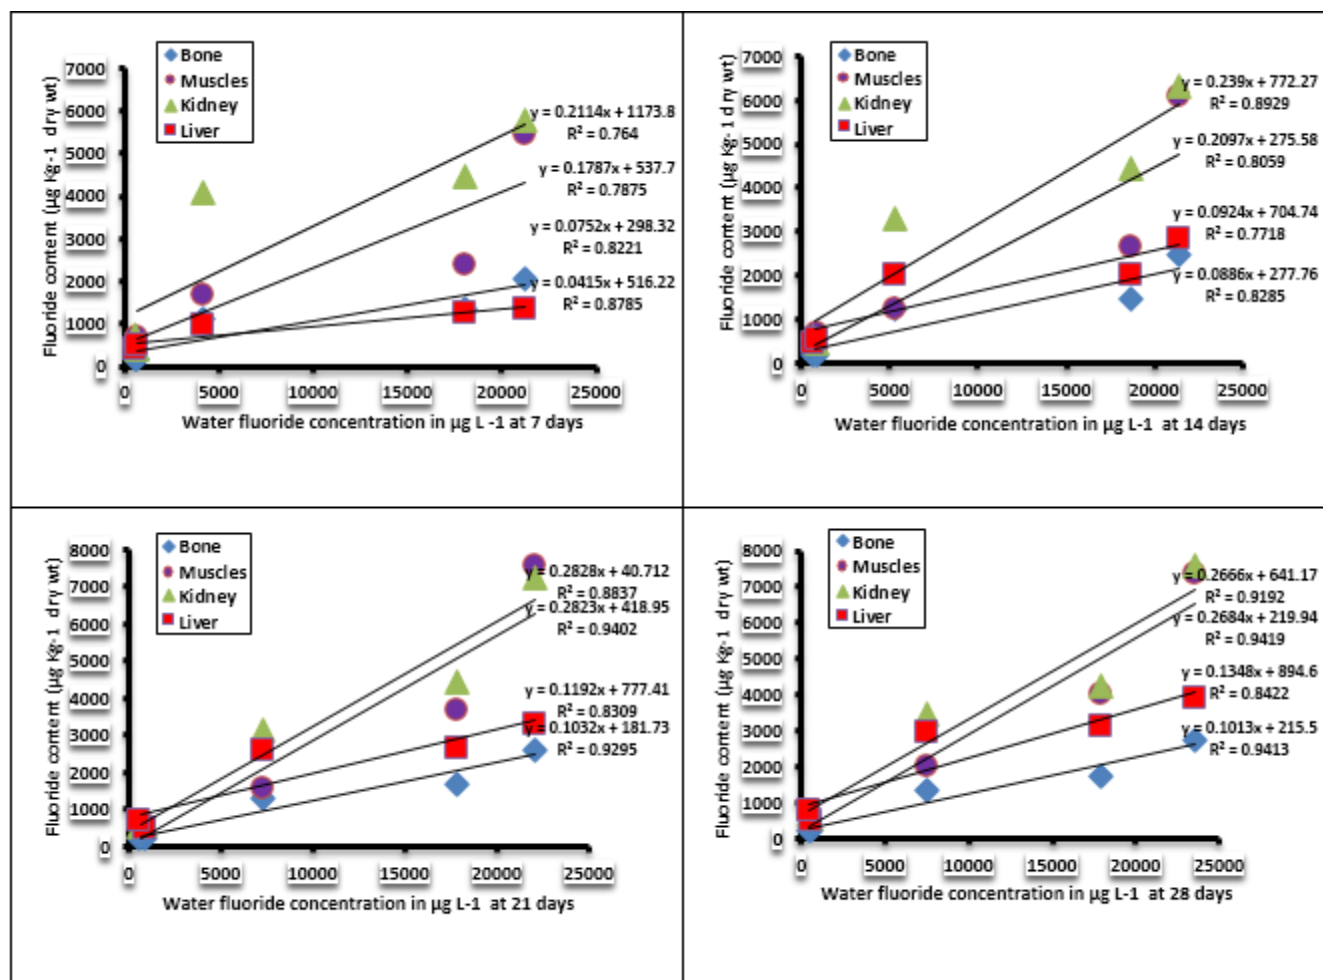 Bone
Muscles
Kidney
Liver
Fluoride content (µg Kg-1 dry wt)
7000
6000
5000
4000
3000
2000
1000
0
0 5000 10000 15000 20000 25000
Water fluoride concentration in µg L -1 at 7 days
y = 0.2114x + 1173.8
R² = 0.764
y = 0.1787x + 537.7
R² = 0.7875
y = 0.0752x + 298.32
R² = 0.8221
y = 0.0415x + 516.22
R² = 0.8785
Bone
Muscles
Kidney
Liver
Fluoride content (µg Kg-1 dry wt)
7000
6000
5000
4000
3000
2000
1000
0
0 5000 10000 15000 20000 25000
Water fluoride concentration in µg L-1 at 14 days
y = 0.239x + 772.27
R² = 0.8929
y = 0.2097x + 275.58
R² = 0.8059
y = 0.0924x + 704.74
R² = 0.7718
y = 0.0886x + 277.76
R² = 0.8285
Bone
Muscles
Kidney
Liver
Fluoride content (µg Kg-1 dry wt)
8000
7000
6000
5000
4000
3000
2000
1000
0
0 5000 10000 15000 20000 25000
Water fluoride concentration in µg L-1 at 21 days
y = 0.2828x + 40.712
R² = 0.8837
y = 0.2823x + 418.95
R² = 0.9402
y = 0.1192x + 777.41
R² = 0.8309
y = 0.1032x + 181.73
R² = 0.9295
Bone
Muscles
Kidney
Liver
Fluoride content (µg Kg-1 dry wt)
8000
7000
6000
5000
4000
3000
2000
1000
0
0 5000 10000 15000 20000 25000
Water fluoride concentration in µg L-1 at 28 days
y = 0.2666x + 641.17
R² = 0.9192
y = 0.2684x + 219.94
R² = 0.9419
y = 0.1348x + 894.6
R² = 0.8422
y = 0.1013x + 215.5
R² = 0.9413